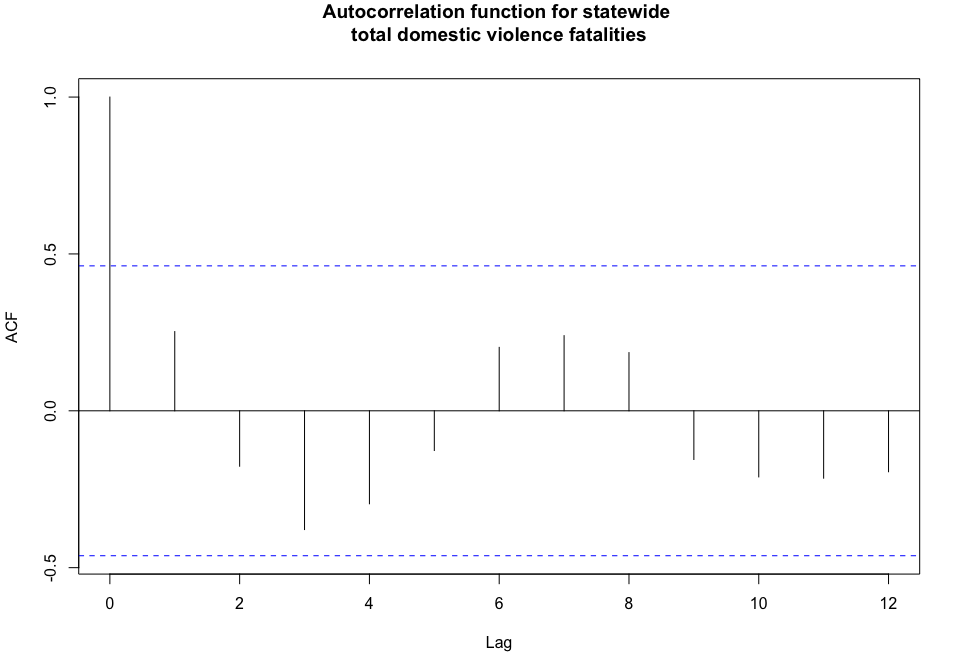 Autocorrelation function for statewide
total domestic violence fatalities
ACF
1.0
0.5
0.0
-0.5
0 2 4 6 8 10 12
Lag